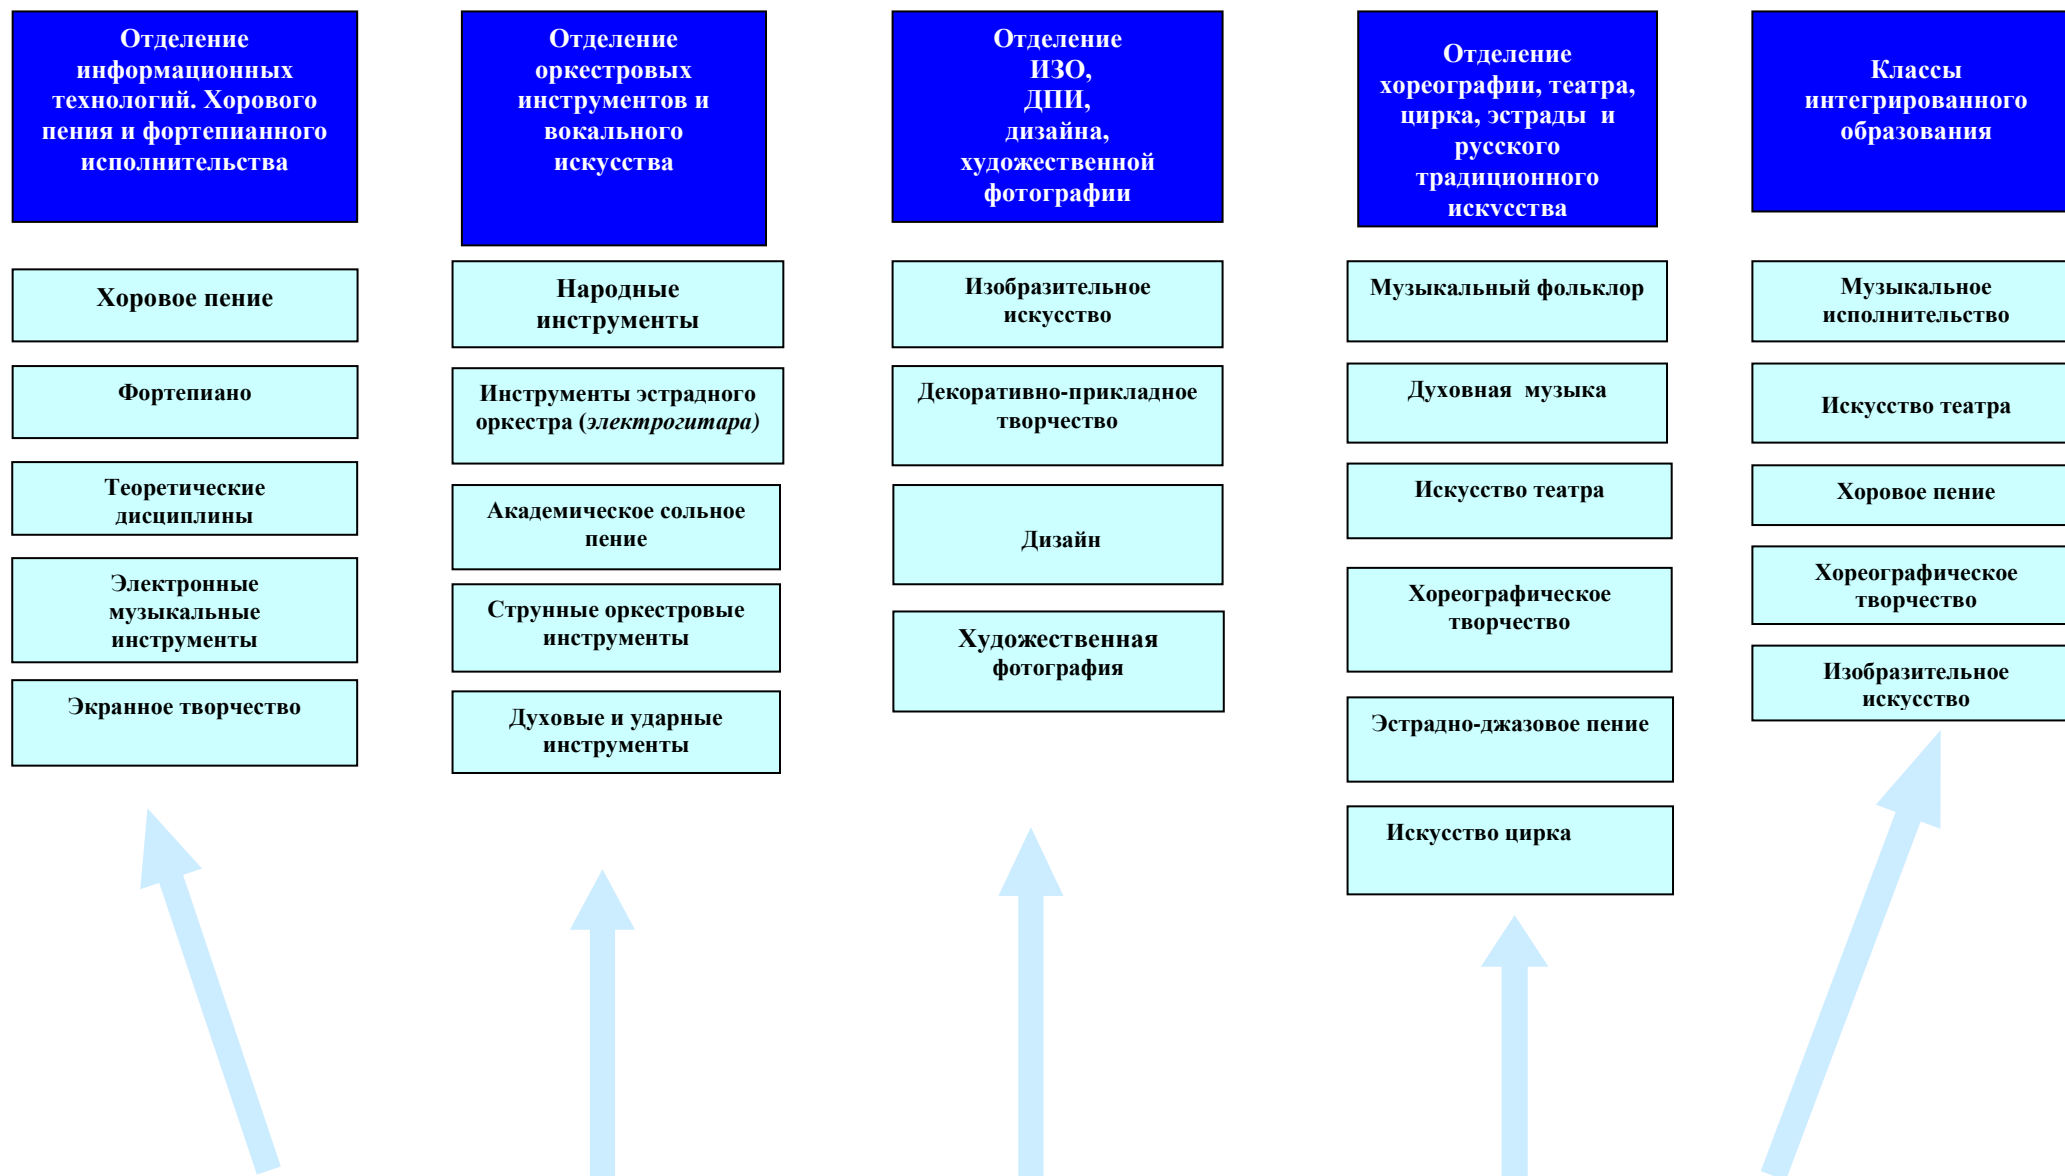 Отделение
информационных
технологий. Хорового
пения и фортепианного
исполнительства
Хоровое пение
Фортепиано
Теоретические
дисциплины
Электронные
музыкальные
инструменты
Экранное творчество
Отделение
оркестровых
инструментов и
вокального
искусства
Народные
инструменты
Инструменты эстрадного
оркестра (электрогитара)
Академическое сольное
пение
Струнные оркестровые
инструменты
Духовые и ударные
инструменты
Отделение
ИЗО,
ДПИ,
дизайна,
художественной
фотографии
Изобразительное
искусство
Декоративно-прикладное
творчество
Дизайн
Художественная
фотография
Отделение
хореографии, театра,
цирка, эстрады и
русского
традиционного
искусства
Музыкальный фольклор
Духовная музыка
Искусство театра
Хореографическое
творчество
Эстрадно-джазовое пение
Искусство цирка
Классы
интегрированного
образования
Музыкальное
исполнительство
Искусство театра
Хоровое пение
Хореографическое
творчество
Изобразительное
искусство